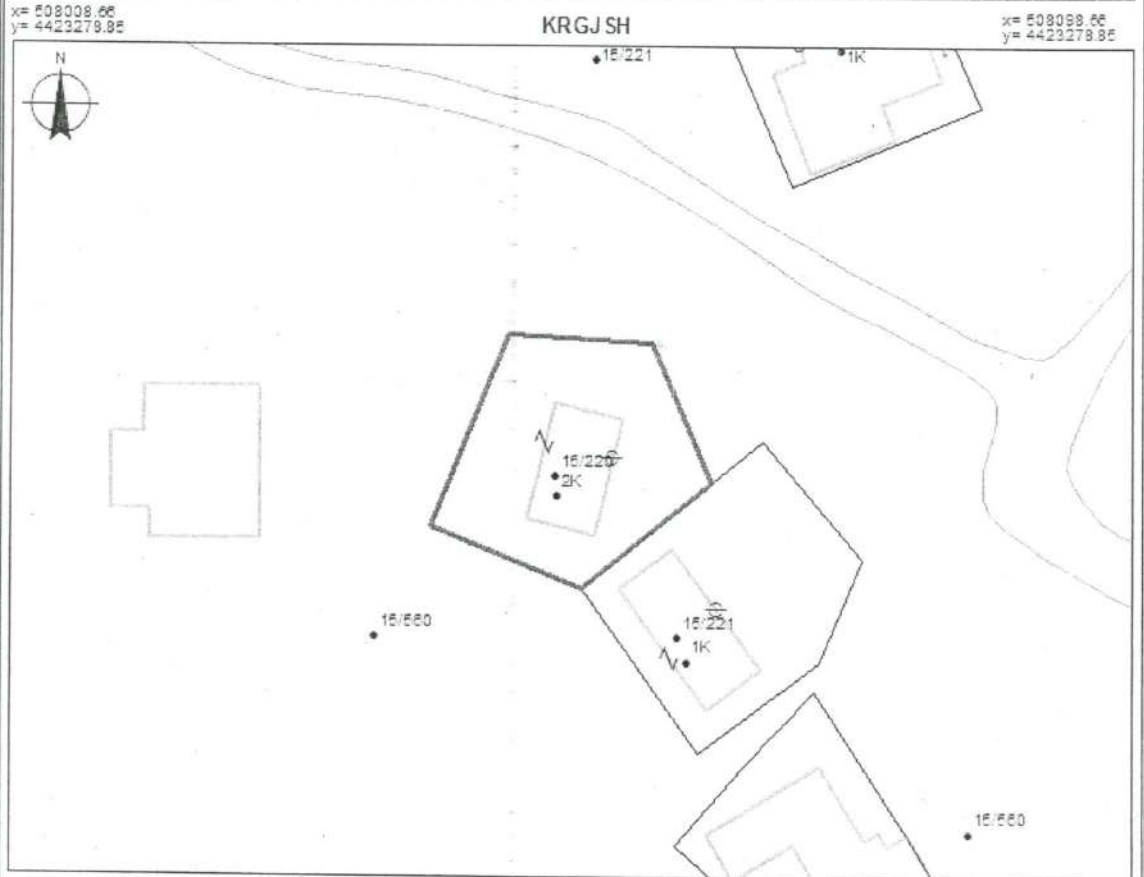 x= 508008.66
y= 4423278.85
KRGJSH
x= 508098.66
y= 4423278.85
N
15/221
1K
15/220
2K
15/560
15/221
1K
15/560